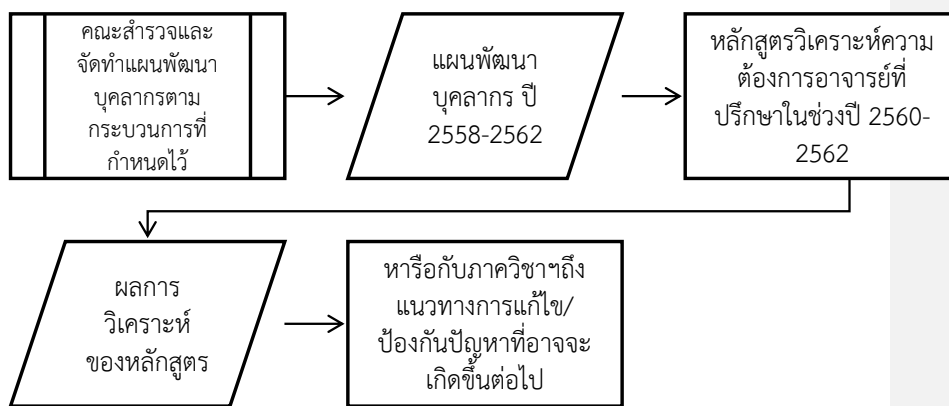 คณะสำรวจและ
จัดทำแผนพัฒนา
บุคลากรตาม
กระบวนการที่
กำหนดไว้
แผนพัฒนา
บุคลากร ปี
2558-2562
หลักสูตรวิเคราะห์ความ
ต้องการอาจารย์ที่
ปรึกษาในช่วงปี 2560-
2562
ผลการ
วิเคราะห์
ของหลักสูตร
หารือกับภาควิชาฯถึง
แนวทางการแก้ไข/
ป้องกันปัญหาที่อาจจะ
เกิดขึ้นต่อไป